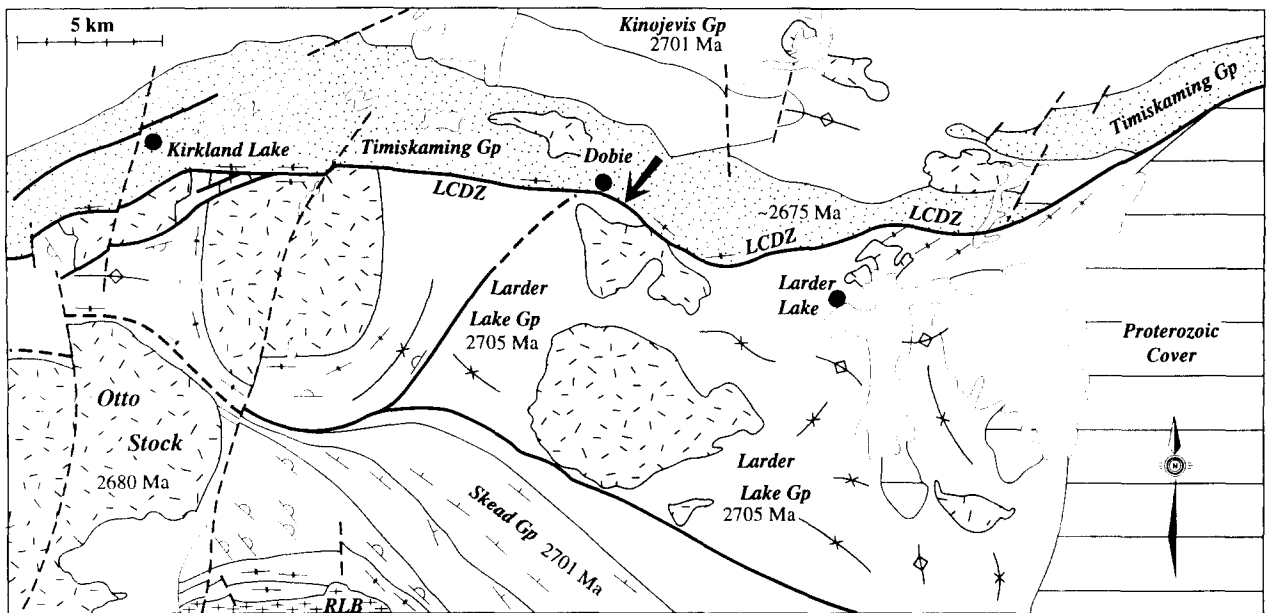 5 km
Kinojevis Gp
2701 Ma
Timiskaming Gp
Kirkland Lake
Timiskaming Gp
Dobie
LCDZ
~2675 Ma
LCDZ
LCDZ
Larder
Lake Gp
2705 Ma
Larder
Lake
Proterozoic
Cover
Otto
Stock
2680 Ma
Larder
Lake Gp
2705 Ma
Skead Gp 2701 Ma
N
RLB